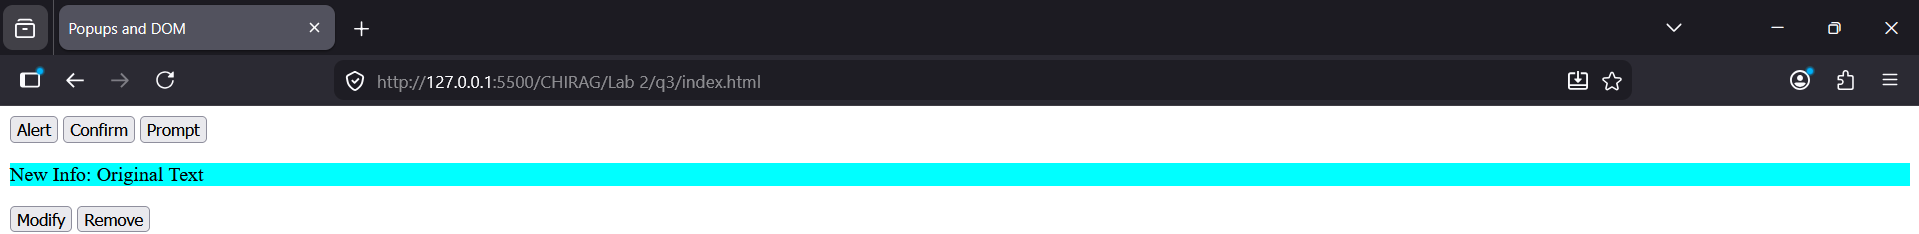 Popups and DOM
http://127.0.0.1:5500/CHIRAG/Lab 2/q3/index.html
Alert Confirm Prompt
New Info: Original Text
Modify Remove